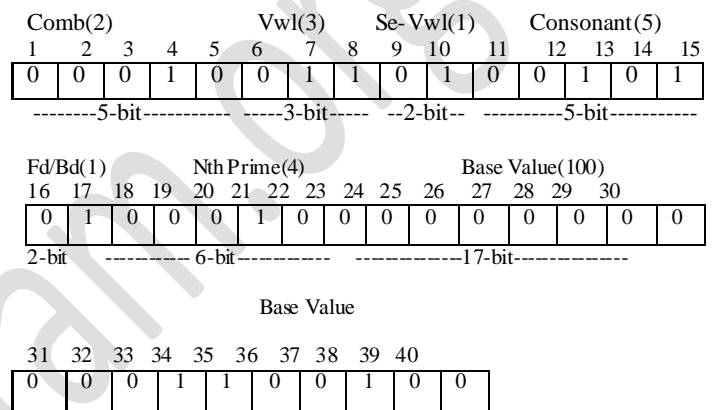 Comb(2) Vwl(3) Se-Vwl(1) Consonant(5)
1 2 3 4 5 6 7 8 9 10 11 12 13 14 15
0 0 0 1 0 0 1 1 0 1 0 0 1 0 1
--------5-bit----------- -----3-bit----- --2-bit-- ----------5-bit-----------
Fd/Bd(1) Nth Prime(4) Base Value(100)
16 17 18 19 20 21 22 23 24 25 26 27 28 29 30
0 1 0 0 0 1 0 0 0 0 0 0 0 0 0
2-bit ------------ 6-bit------------- ---------------17-bit----------------
Base Value
31 32 33 34 35 36 37 38 39 40
0 0 0 1 1 0 0 1 0 0